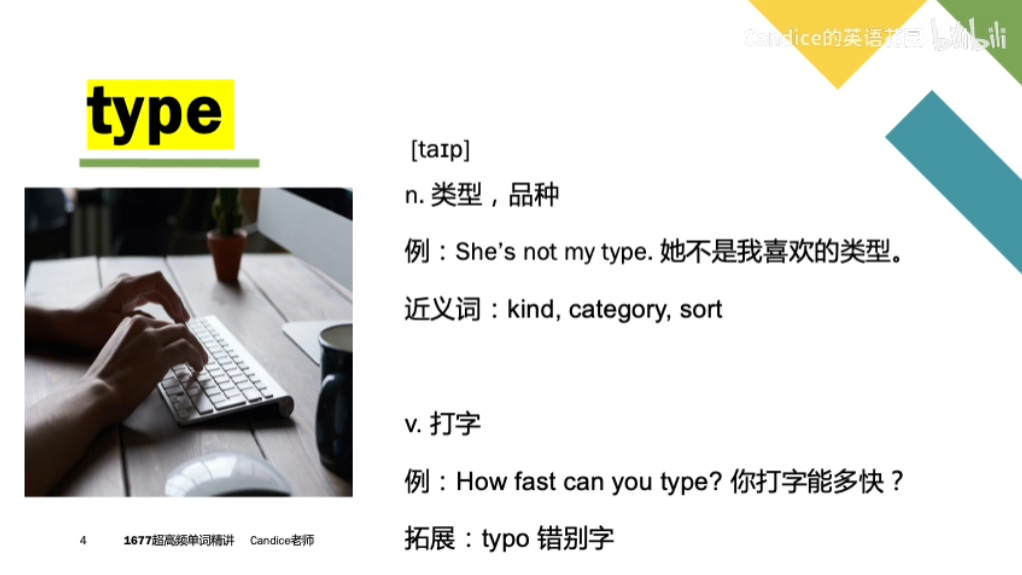 Candice的英语花园 bilibili
type
[taɪp]
n. 类型，品种
例：She's not my type. 她不是我喜欢的类型。
近义词：kind, category, sort
v. 打字
例：How fast can you type? 你打字能多快？
拓展：typo 错别字
4 1677超高频单词精讲 Candice老师